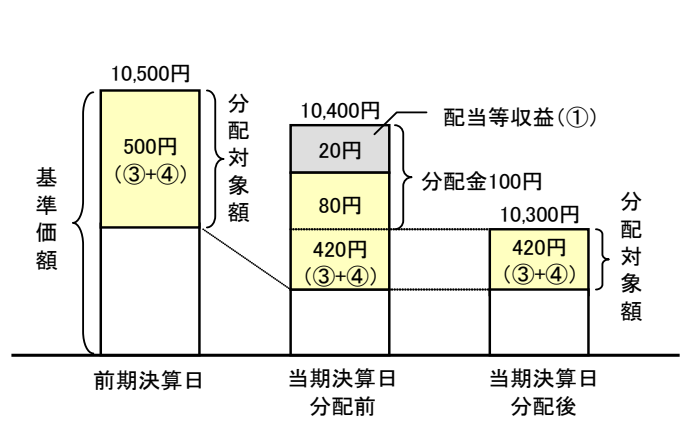 10,500円
500円
（③+④）
分配対象額
基準価額
前期決算日
10,400円
配当等収益（①）
20円
80円
分配金100円
420円
（③+④）
当期決算日
分配前
10,300円
420円
（③+④）
分配対象額
当期決算日
分配後